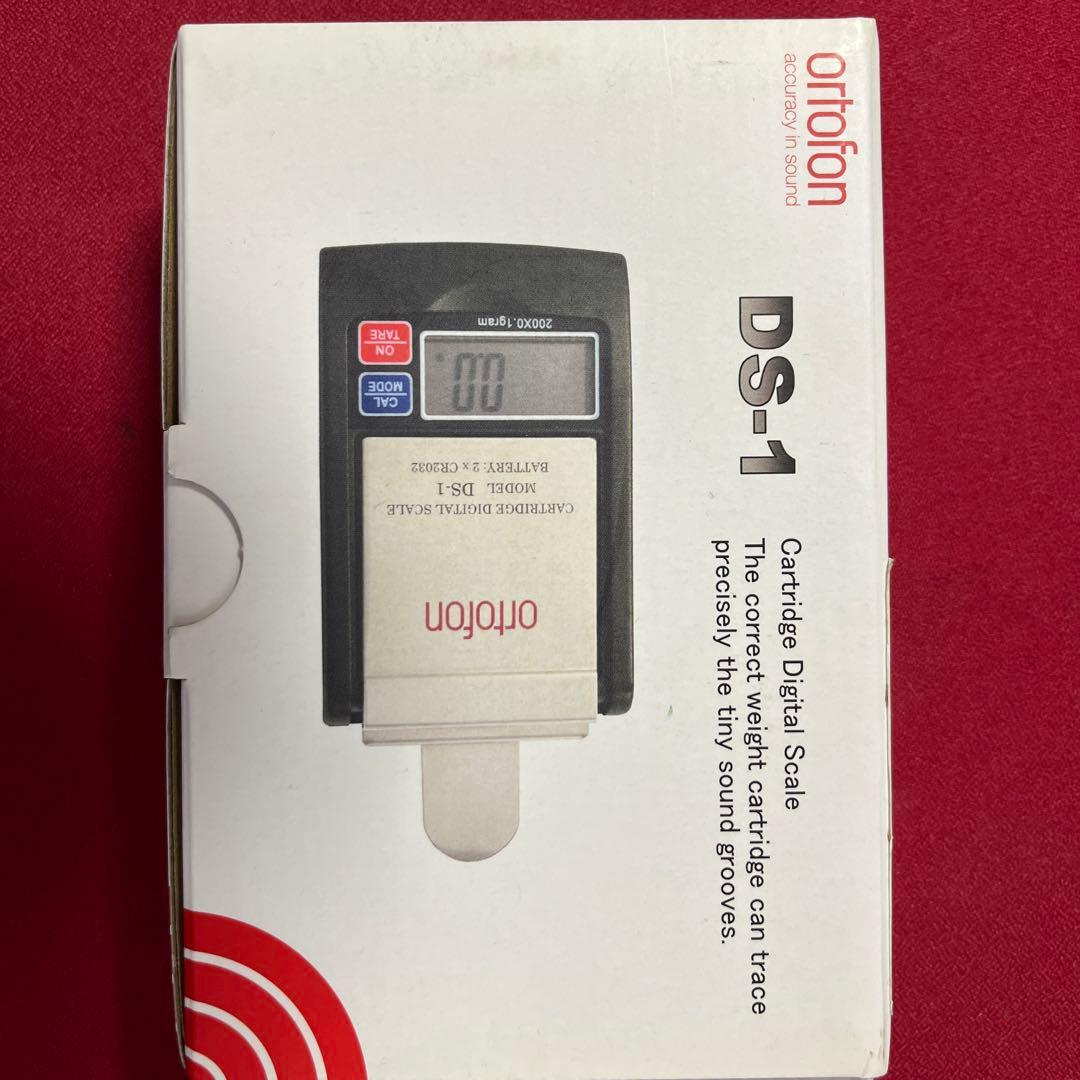 ortofon
accuracy in sound
DS-1
Cartridge Digital Scale
The correct weight cartridge can trace
precisely the tiny sound grooves.
ortofon
CARTRIDGE DIGITAL SCALE
MODEL DS-1
BATTERY: 2 x CR2032
CAL
MODE
ON
TARE
0.0
200X0.1gram